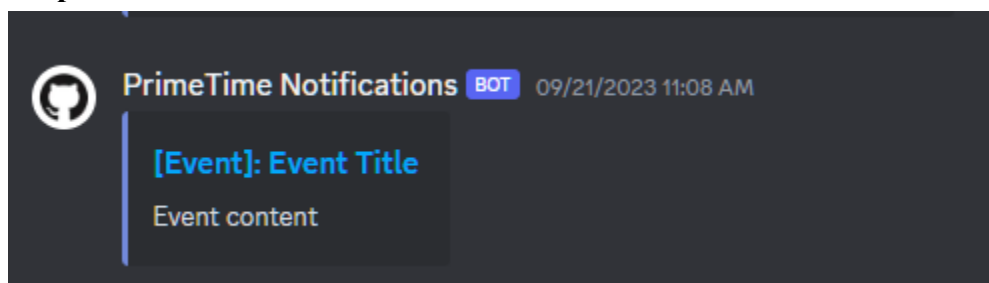 PrimeTime Notifications BOT 09/21/2023 11:08 AM
[Event]: Event Title
Event content